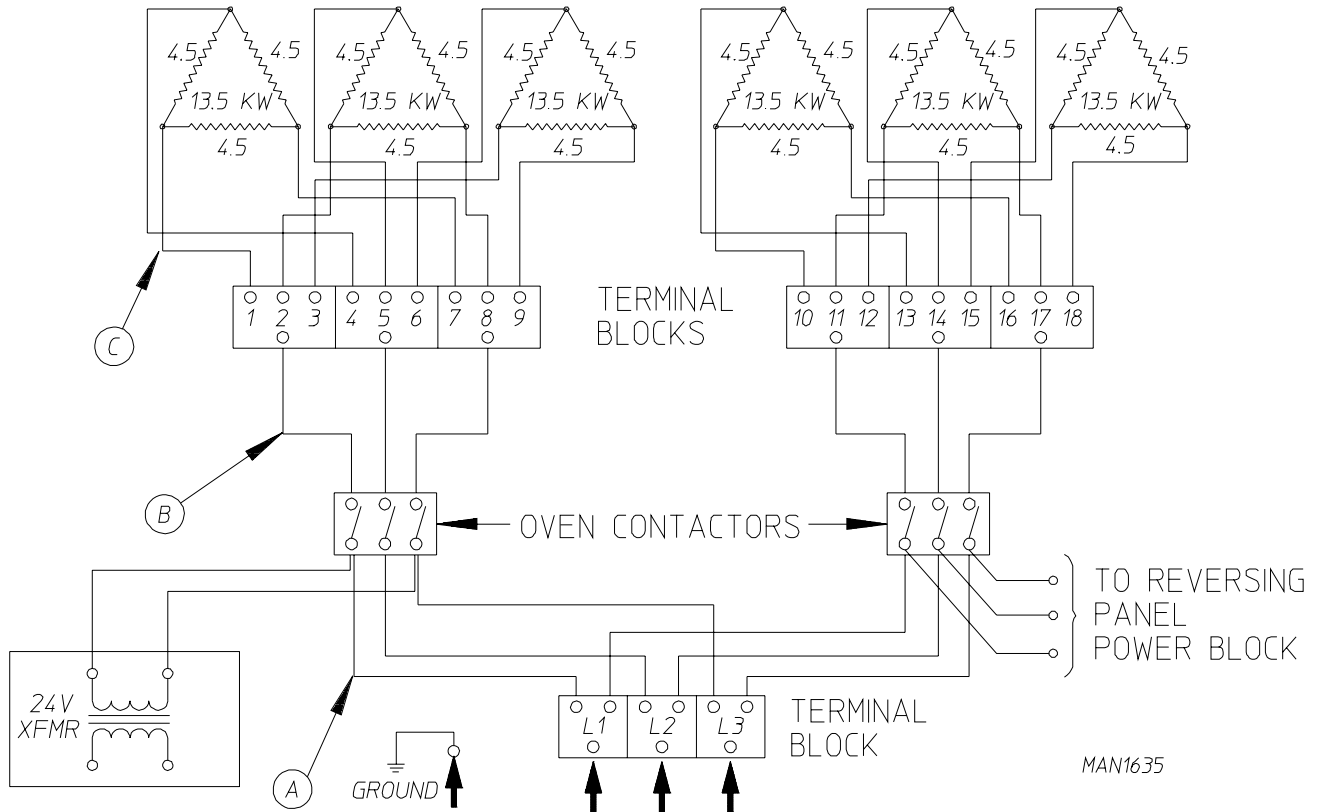 4.5 4.5 4.5 4.5 4.5 4.5 4.5 4.5 4.5 4.5 4.5 4.5
13.5 KW 13.5 KW 13.5 KW 13.5 KW 13.5 KW 13.5 KW
4.5 4.5 4.5 4.5 4.5 4.5
TERMINAL
BLOCKS
1 2 3 4 5 6 7 8 9
10 11 12 13 14 15 16 17 18
C
B
OVEN CONTACTORS
TO REVERSING
PANEL
POWER BLOCK
24V
XFMR
A
GROUND
L1 L2 L3
TERMINAL
BLOCK
MAN1635